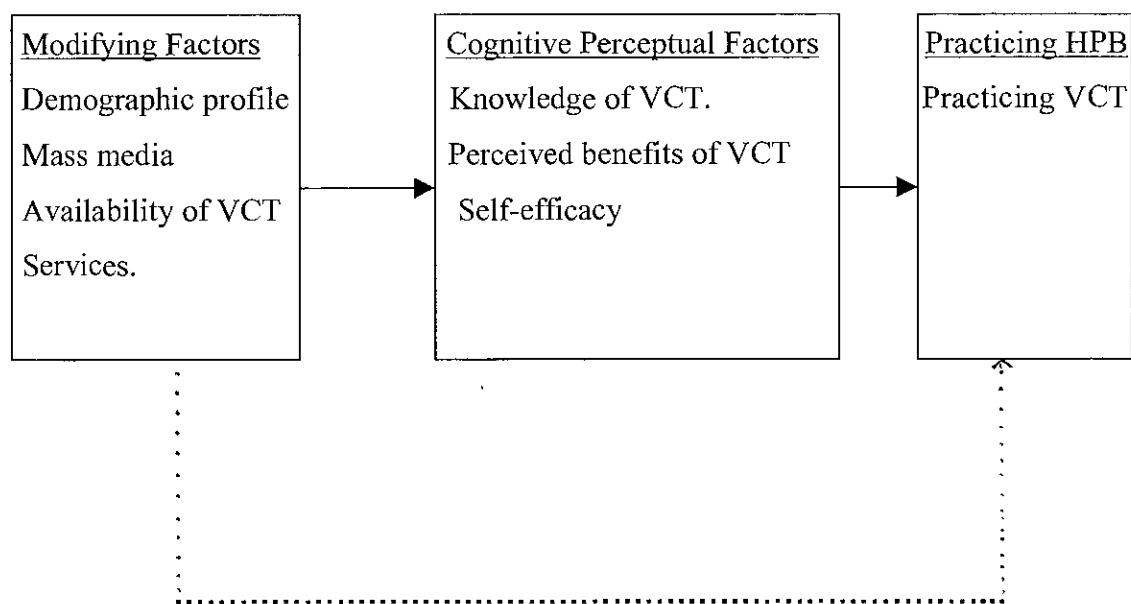 Modifying Factors
Demographic profile
Mass media
Availability of VCT
Services.
Cognitive Perceptual Factors
Knowledge of VCT.
Perceived benefits of VCT
Self-efficacy
Practicing HPB
Practicing VCT